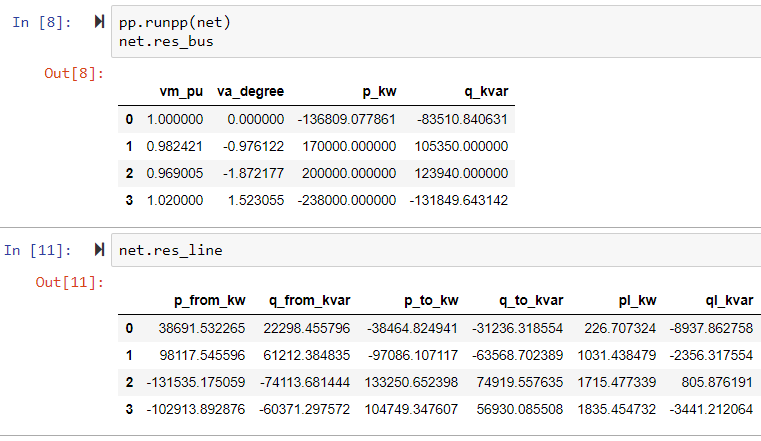 In [8]: pp.runpp(net)
net.res_bus
Out[8]:
vm_pu va_degree p_kw q_kvar
0 1.000000 0.000000 -136809.077861 -83510.840631
1 0.982421 -0.976122 170000.000000 105350.000000
2 0.969005 -1.872177 200000.000000 123940.000000
3 1.020000 1.523055 -238000.000000 -131849.643142
In [11]: net.res_line
Out[11]:
p_from_kw q_from_kvar p_to_kw q_to_kvar pl_kw ql_kvar
0 38691.532265 22298.455796 -38464.824941 -31236.318554 226.707324 -8937.862758
1 98117.545596 61212.384835 -97086.107117 -63568.702389 1031.438479 -2356.317554
2 -131535.175059 -74113.681444 133250.652398 74919.557635 1715.477339 805.876191
3 -102913.892876 -60371.297572 104749.347607 56930.085508 1835.454732 -3441.212064